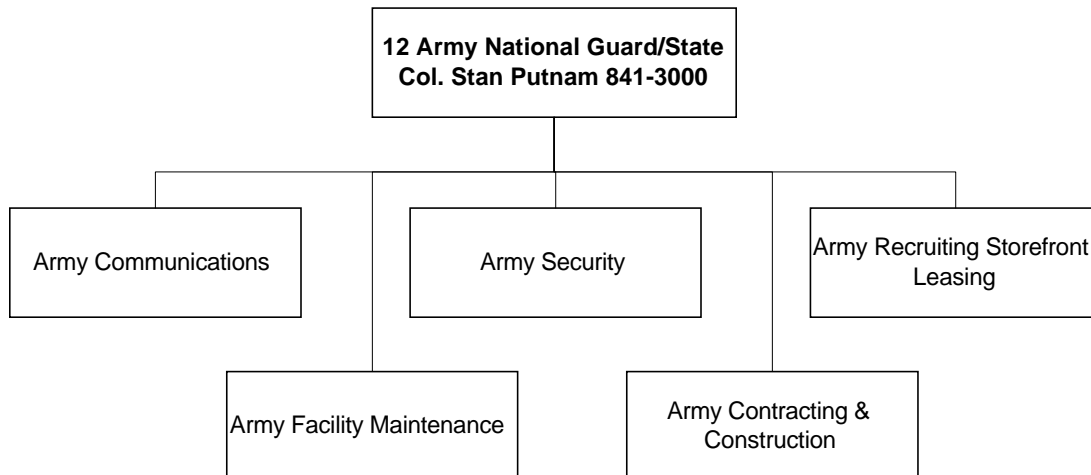 12 Army National Guard/State
Col. Stan Putnam 841-3000
Army Communications
Army Security
Army Recruiting Storefront
Leasing
Army Facility Maintenance
Army Contracting &
Construction